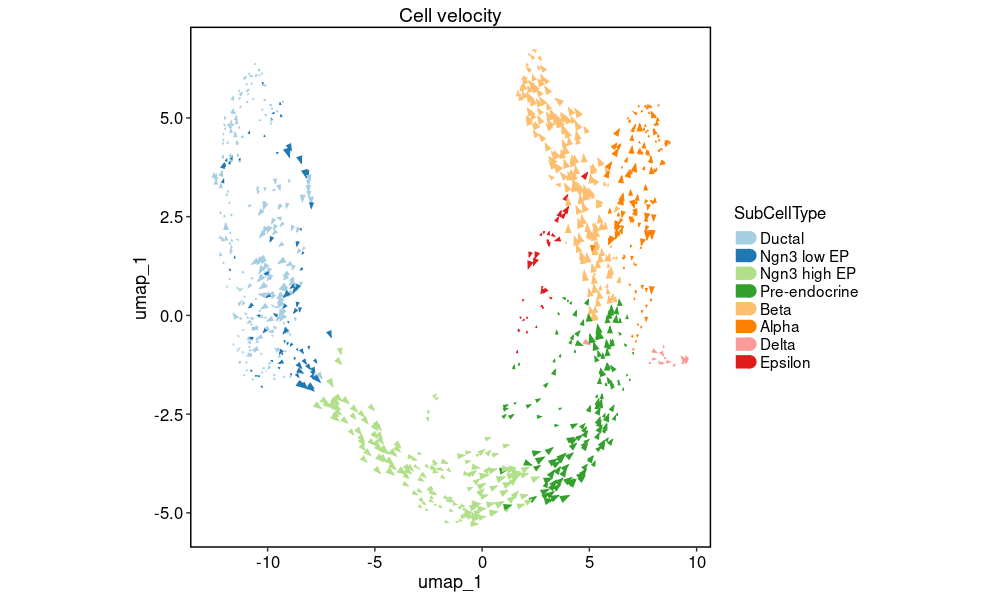 Cell velocity
5.0
2.5
0.0
-2.5
-5.0
umap_1
-10
-5
0
5
10
umap_1
SubCellType
Ductal
Ngn3 low EP
Ngn3 high EP
Pre-endocrine
Beta
Alpha
Delta
Epsilon